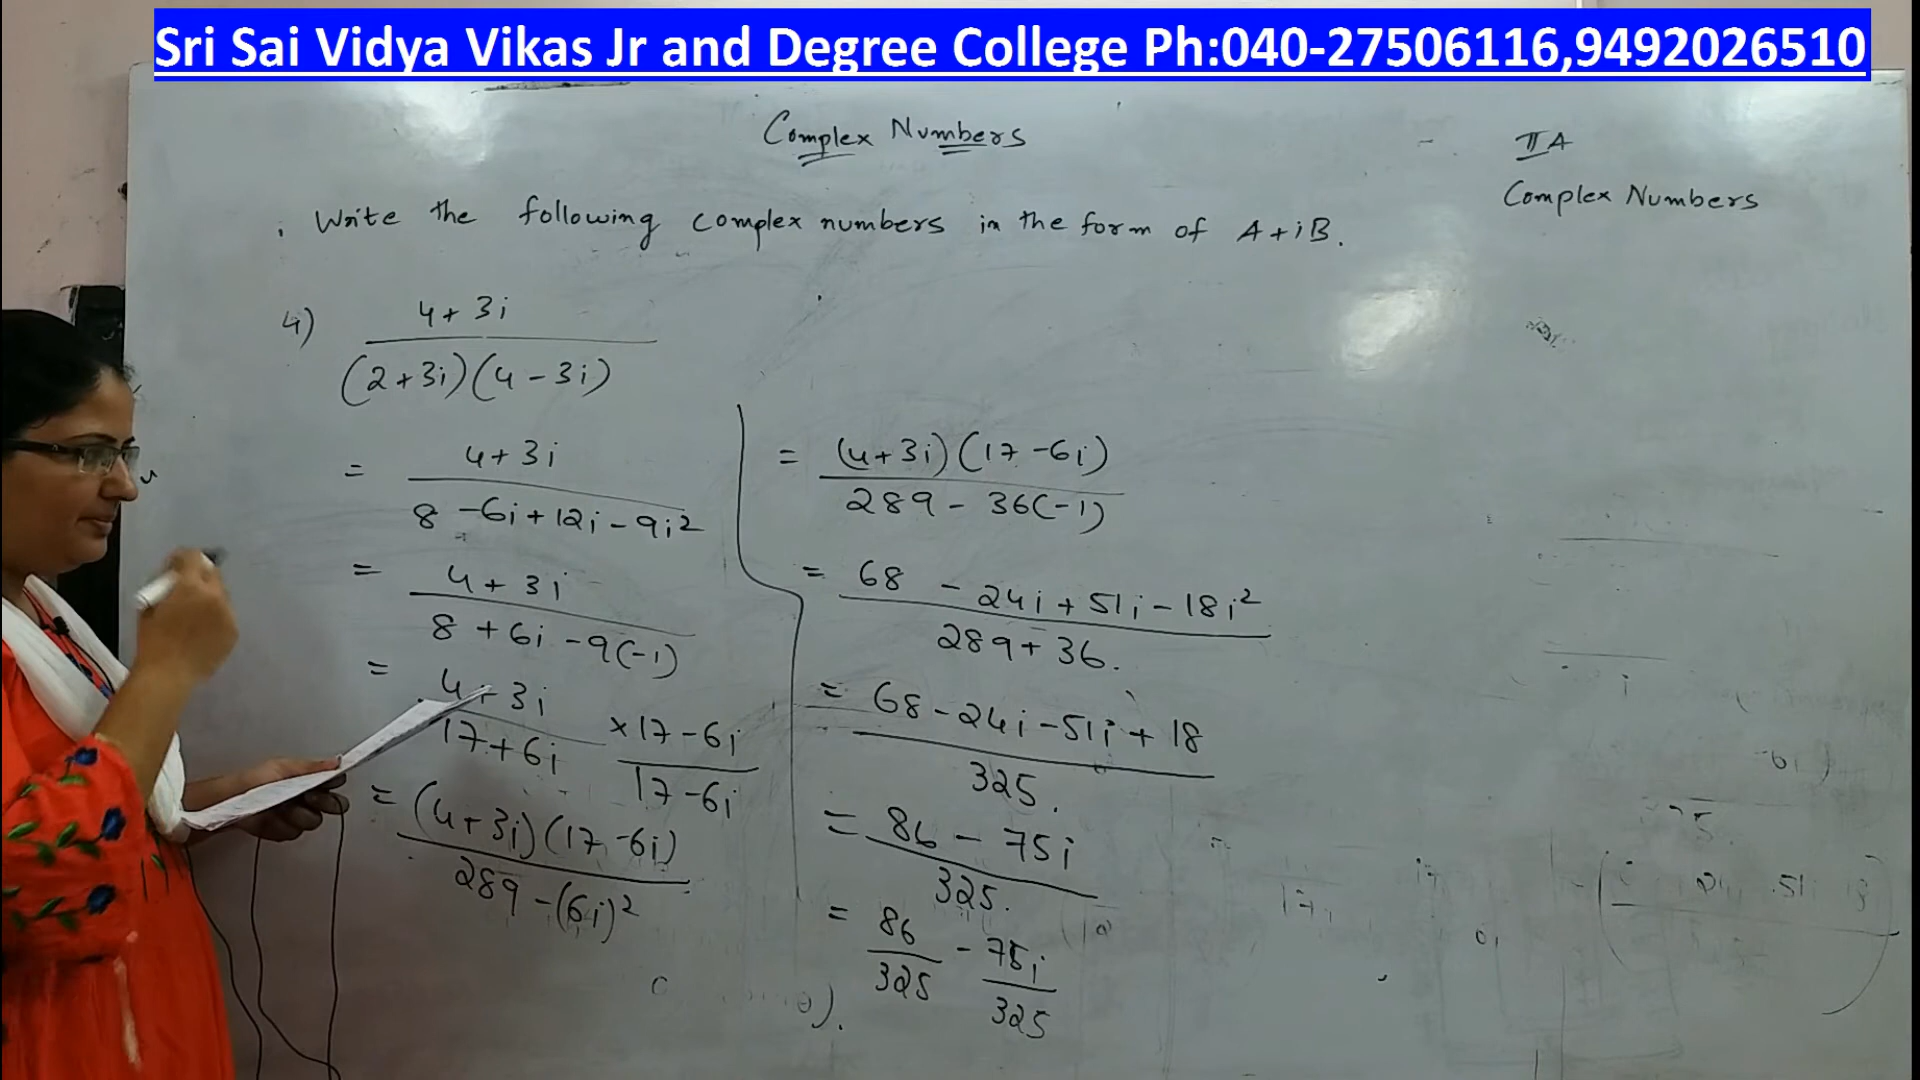 Sri Sai Vidya Vikas Jr and Degree College Ph:040-27506116,9492026510
Complex Numbers
II A
Complex Numbers
Write the following complex numbers in the form of A+iB.
4) 4+3i
(2+3i)(4-3i)
= 4+3i
8-6i+12i-9i²
= 4+3i
8+6i-9(-1)
= 4+3i
17+6i
×17-6i
17-6i
= (4+3i)(17-6i)
289-(6i)²
= (4+3i)(17-6i)
289-36(-1)
= 68-24i+51i-18i²
289+36.
= 68-24i-51i+18
325.
= 86-75i
325.
= 86
325
- 75i
325